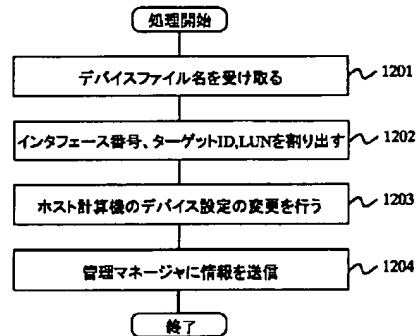 処理開始
デバイスファイル名を受け取る
1201
インタフェース番号、ターゲットID,LUNを割り出す
1202
ホスト計算機のデバイス設定の変更を行う
1203
管理マネージャに情報を送信
1204
終了